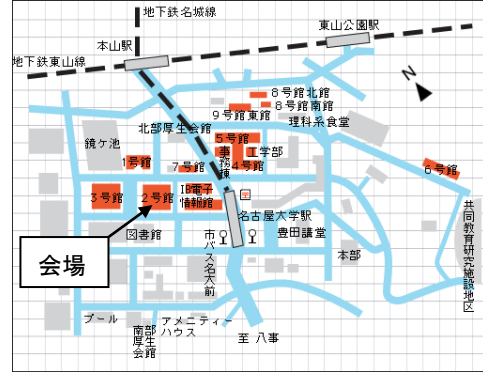 地下鉄名城線
東山公園駅
本山駅
地下鉄東山線
N
8号館北館
8号館南館
9号館東館
理科系食堂
北部厚生会館
鏡ケ池
5号館
事務棟
工学部
1号館
7号館
4号館
6号館
3号館
2号館
IB電子
情報館
名古屋大学駅
図書館
市バス名大前
豊田講堂
本部
共同教育研究施設地区
会場
プール
アメニティー
ハウス
南部
厚生
会館
至 八事